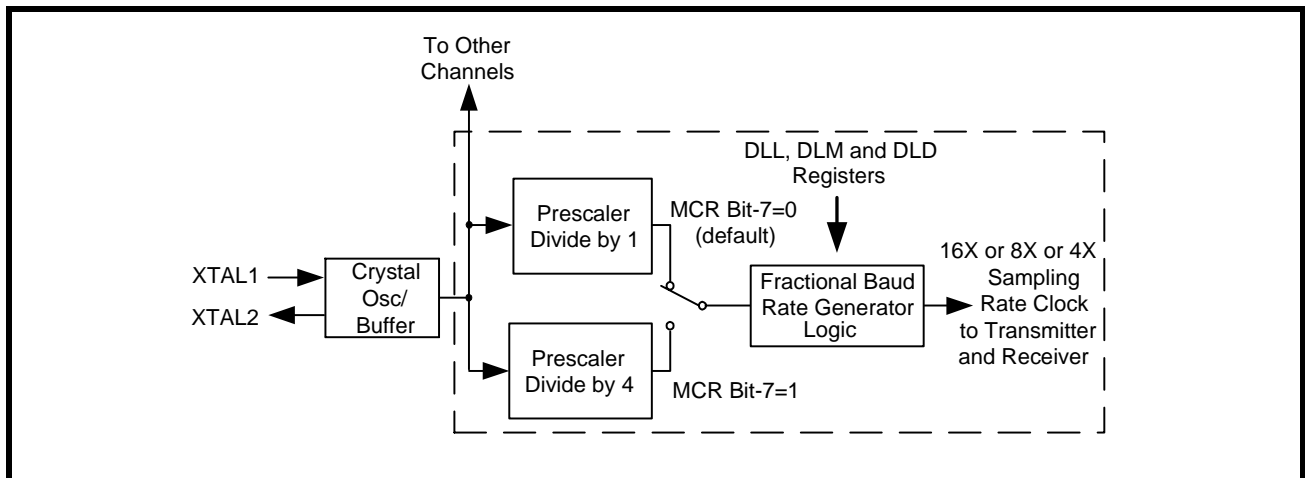 To Other
Channels
DLL, DLM and DLD
Registers
Prescaler
Divide by 1
MCR Bit-7=0
(default)
16X or 8X or 4X
Sampling
Rate Clock
to Transmitter
and Receiver
XTAL1
XTAL2
Crystal
Osc/
Buffer
Fractional Baud
Rate Generator
Logic
Prescaler
Divide by 4
MCR Bit-7=1